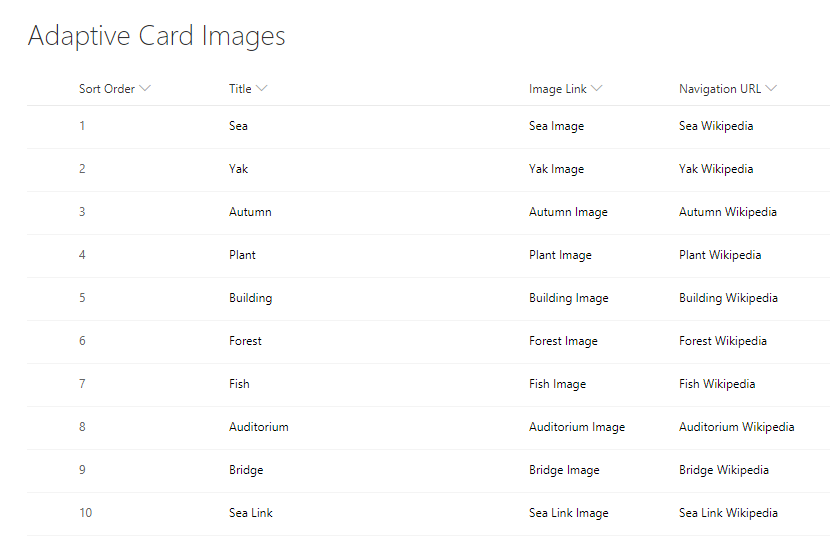 Adaptive Card Images
Sort Order Title Image Link Navigation URL
1 Sea Sea Image Sea Wikipedia
2 Yak Yak Image Yak Wikipedia
3 Autumn Autumn Image Autumn Wikipedia
4 Plant Plant Image Plant Wikipedia
5 Building Building Image Building Wikipedia
6 Forest Forest Image Forest Wikipedia
7 Fish Fish Image Fish Wikipedia
8 Auditorium Auditorium Image Auditorium Wikipedia
9 Bridge Bridge Image Bridge Wikipedia
10 Sea Link Sea Link Image Sea Link Wikipedia